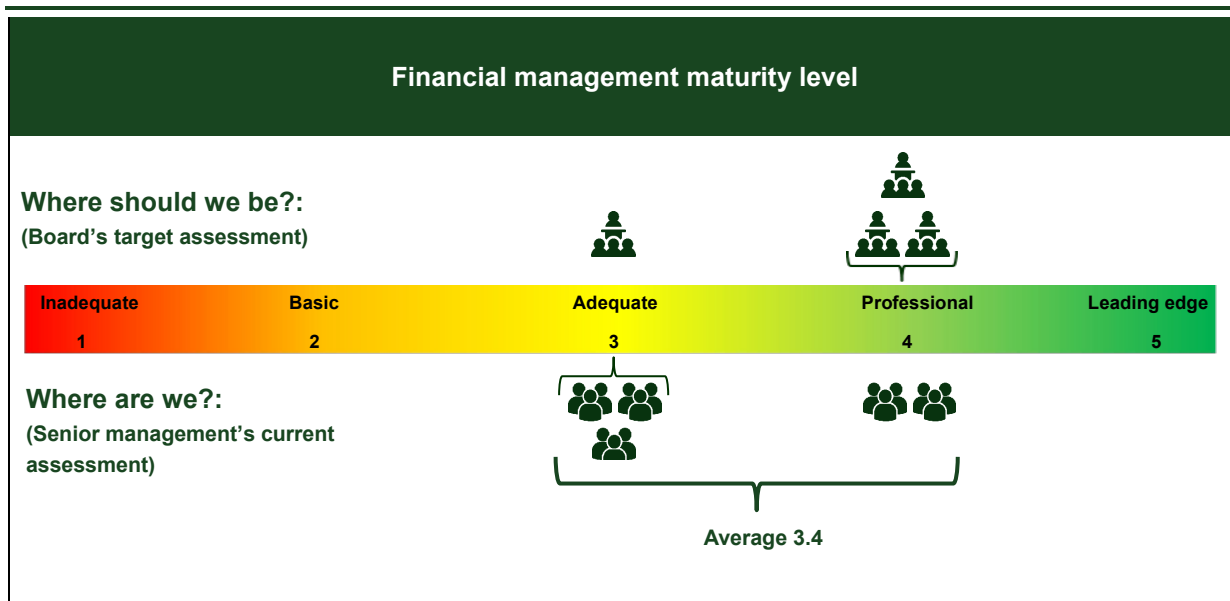 Financial management maturity level
Where should we be?:
(Board’s target assessment)
Inadequate Basic Adequate Professional Leading edge
1 2 3 4 5
Where are we?:
(Senior management’s current
assessment)
Average 3.4